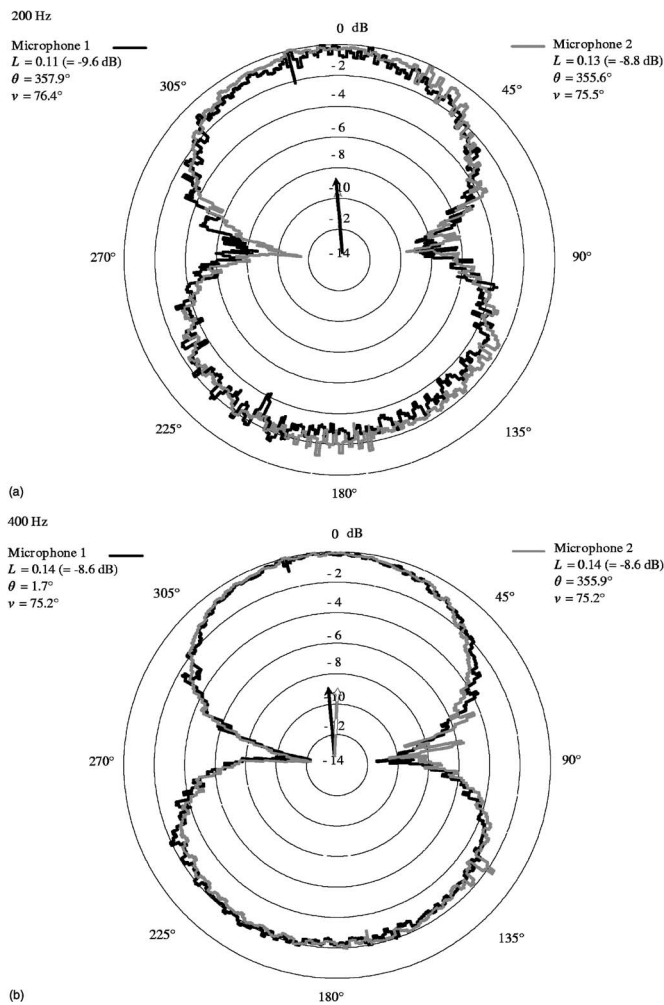 200 Hz
0 dB
Microphone 1
L = 0.11 (= -9.6 dB)
θ = 357.9°
v = 76.4°
Microphone 2
L = 0.13 (= -8.8 dB)
θ = 355.6°
v = 75.5°
305°
45°
- 2
- 4
- 6
- 8
-10
- 2
- 14
270°
90°
225°
135°
180°
(a)
400 Hz
0 dB
Microphone 1
L = 0.14 (= -8.6 dB)
θ = 1.7°
v = 75.2°
Microphone 2
L = 0.14 (= -8.6 dB)
θ = 355.9°
v = 75.2°
305°
45°
- 2
- 4
- 6
- 8
10
2
- 14
270°
90°
225°
135°
180°
(b)